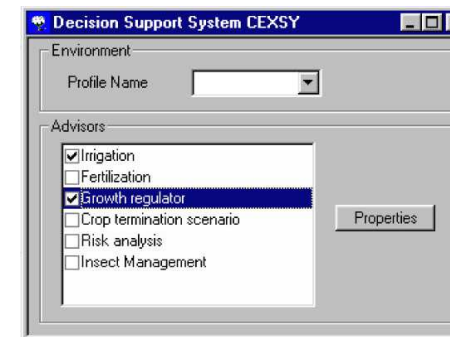 Decision Support System CEXSY
Environment
Profile Name
Advisors
Irrigation
Fertilization
Growth regulator
Crop termination scenario
Properties
Risk analysis
Insect Management